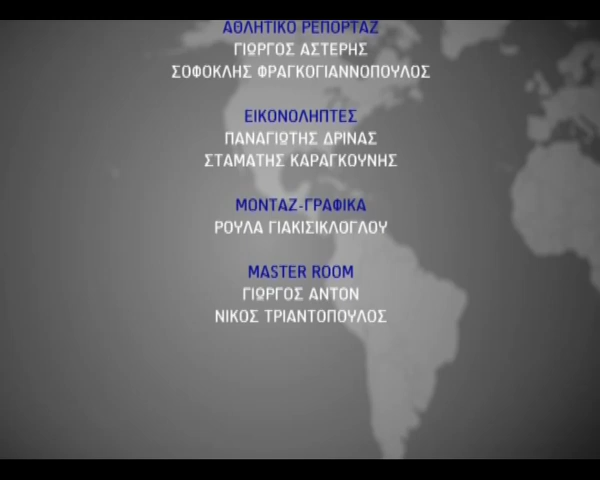 ΑΘΛΗΤΙΚΟ ΡΕΠΟΡΤΑΖ
ΓΙΩΡΓΟΣ ΑΣΤΕΡΗΣ
ΣΟΦΟΚΛΗΣ ΦΡΑΓΚΟΓΙΑΝΝΟΠΟΥΛΟΣ
ΕΙΚΟΝΟΛΗΠΤΕΣ
ΠΑΝΑΓΙΩΤΗΣ ΔΡΙΝΑΣ
ΣΤΑΜΑΤΗΣ ΚΑΡΑΓΚΟΥΝΗΣ
ΜΟΝΤΑΖ-ΓΡΑΦΙΚΑ
ΡΟΥΛΑ ΓΙΑΚΙΣΙΚΛΟΓΛΟΥ
MASTER ROOM
ΓΙΩΡΓΟΣ ΑΝΤΟΝ
ΝΙΚΟΣ ΤΡΙΑΝΤΟΠΟΥΛΟΣ